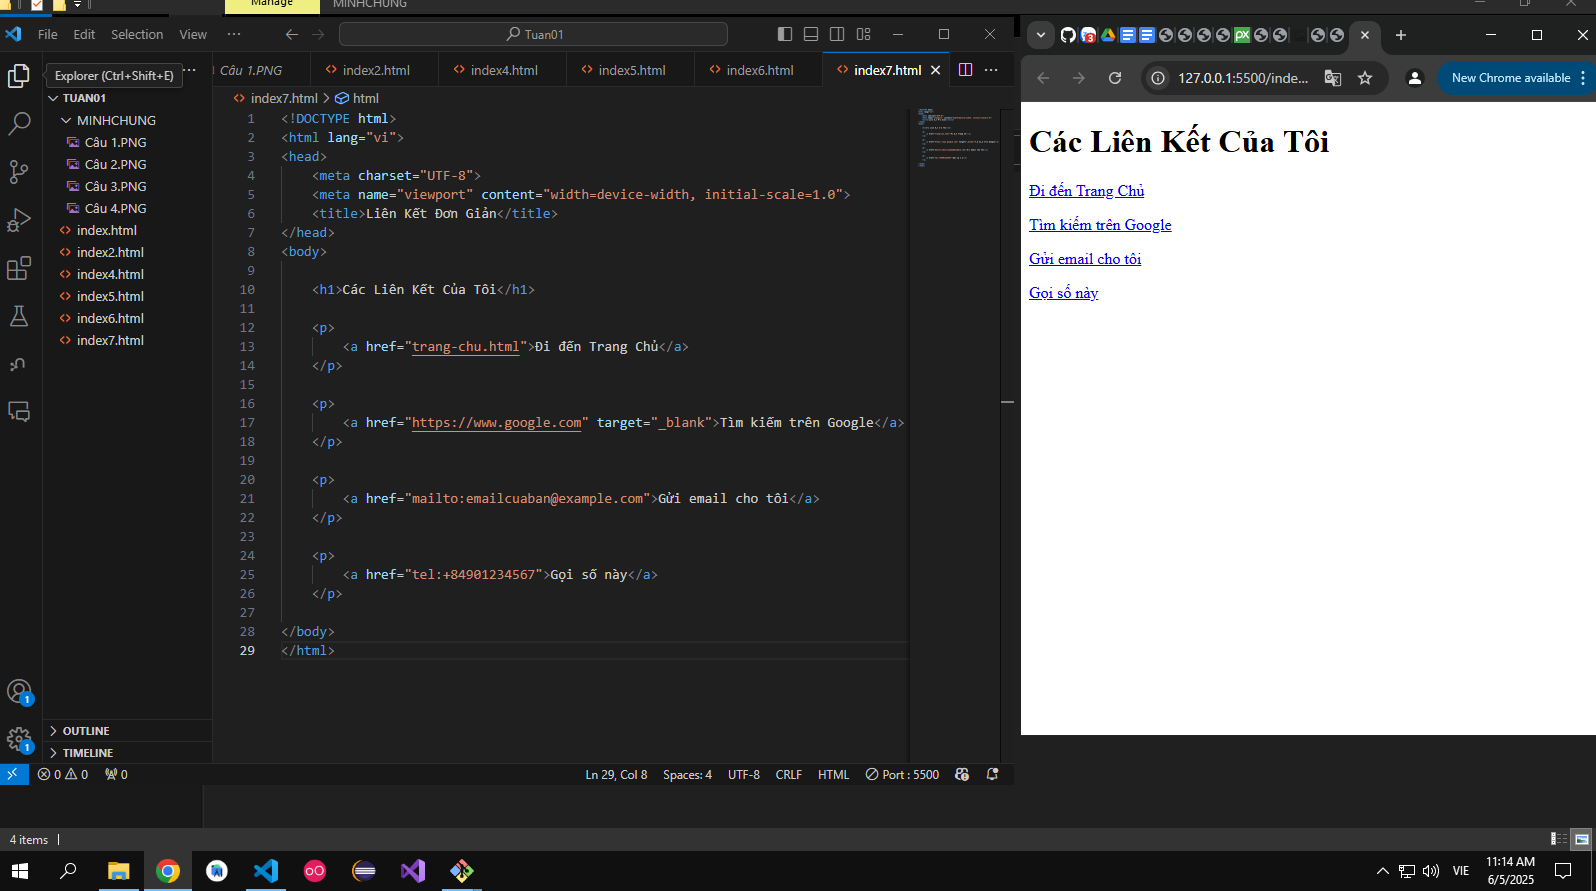 Manage
MINHCHUNG
File Edit Selection View ··· Tuan01
Explorer (Ctrl+Shift+E) ···
Câu 1.PNG index2.html index4.html index5.html index6.html index7.html ···
TUAN01
MINHCHUNG
Câu 1.PNG
Câu 2.PNG
Câu 3.PNG
Câu 4.PNG
index.html
index2.html
index4.html
index5.html
index6.html
index7.html
OUTLINE
TIMELINE
index7.html > html
1 <!DOCTYPE html>
2 <html lang="vi">
3 <head>
4 <meta charset="UTF-8">
5 <meta name="viewport" content="width=device-width, initial-scale=1.0">
6 <title>Liên Kết Đơn Giản</title>
7 </head>
8 <body>
9
10 <h1>Các Liên Kết Của Tôi</h1>
11
12 <p>
13 <a href="trang-chu.html">Đi đến Trang Chủ</a>
14 </p>
15
16 <p>
17 <a href="https://www.google.com" target="_blank">Tìm kiếm trên Google</a>
18 </p>
19
20 <p>
21 <a href="mailto:emailcuaban@example.com">Gửi email cho tôi</a>
22 </p>
23
24 <p>
25 <a href="tel:+84901234567">Gọi số này</a>
26 </p>
27
28 </body>
29 </html>
1
1
0 0 0 Ln 29, Col 8 Spaces: 4 UTF-8 CRLF HTML Port : 5500
3 PX
127.0.0.1:5500/inde... New Chrome available
Các Liên Kết Của Tôi
Đi đến Trang Chủ
Tìm kiếm trên Google
Gửi email cho tôi
Gọi số này
4 items
VIE 11:14 AM
6/5/2025